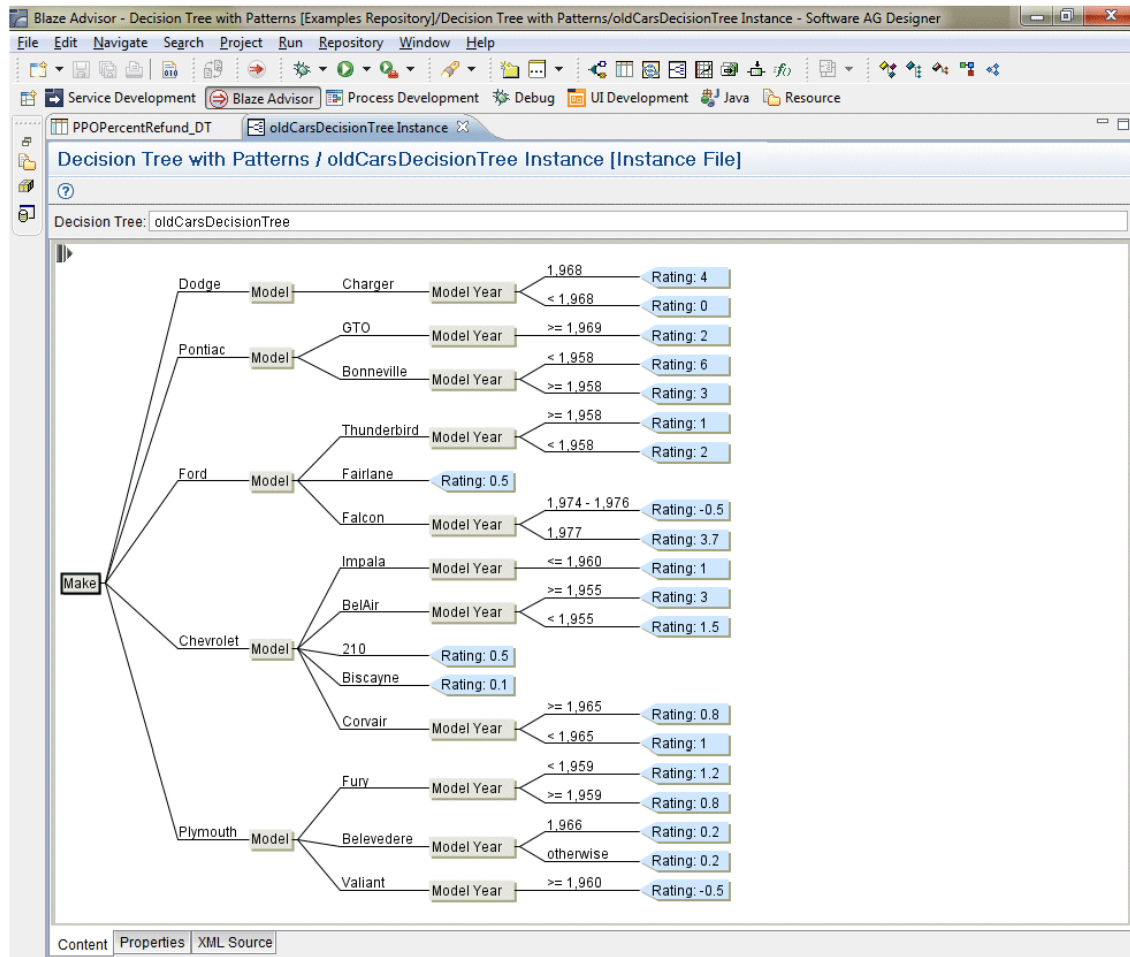 Blaze Advisor - Decision Tree with Patterns [Examples Repository]/Decision Tree with Patterns/oldCarsDecisionTree Instance - Software AG Designer
File Edit Navigate Search Project Run Repository Window Help
Service Development Blaze Advisor Process Development Debug UI Development Java Resource
PPOPercentRefund_DT oldCarsDecisionTree Instance
Decision Tree with Patterns / oldCarsDecisionTree Instance [Instance File]
Decision Tree: oldCarsDecisionTree
1,968 Rating: 4
Dodge Model Charger Model Year
< 1,968 Rating: 0
GTO Model Year >= 1,969 Rating: 2
Pontiac Model
< 1,958 Rating: 6
Bonneville Model Year
>= 1,958 Rating: 3
>= 1,958 Rating: 1
Thunderbird Model Year
< 1,958 Rating: 2
Ford Model Fairlane Rating: 0.5
1,974 - 1,976 Rating: -0.5
Falcon Model Year
1,977 Rating: 3.7
Impala Model Year <= 1,960 Rating: 1
Make
>= 1,955 Rating: 3
BelAir Model Year
< 1,955 Rating: 1.5
Chevrolet Model 210 Rating: 0.5
Biscayne Rating: 0.1
>= 1,965 Rating: 0.8
Corvair Model Year
< 1,965 Rating: 1
< 1,959 Rating: 1.2
Fury Model Year
>= 1,959 Rating: 0.8
1,966 Rating: 0.2
Plymouth Model Belevedere Model Year
otherwise Rating: 0.2
Valiant Model Year >= 1,960 Rating: -0.5
Content Properties XML Source